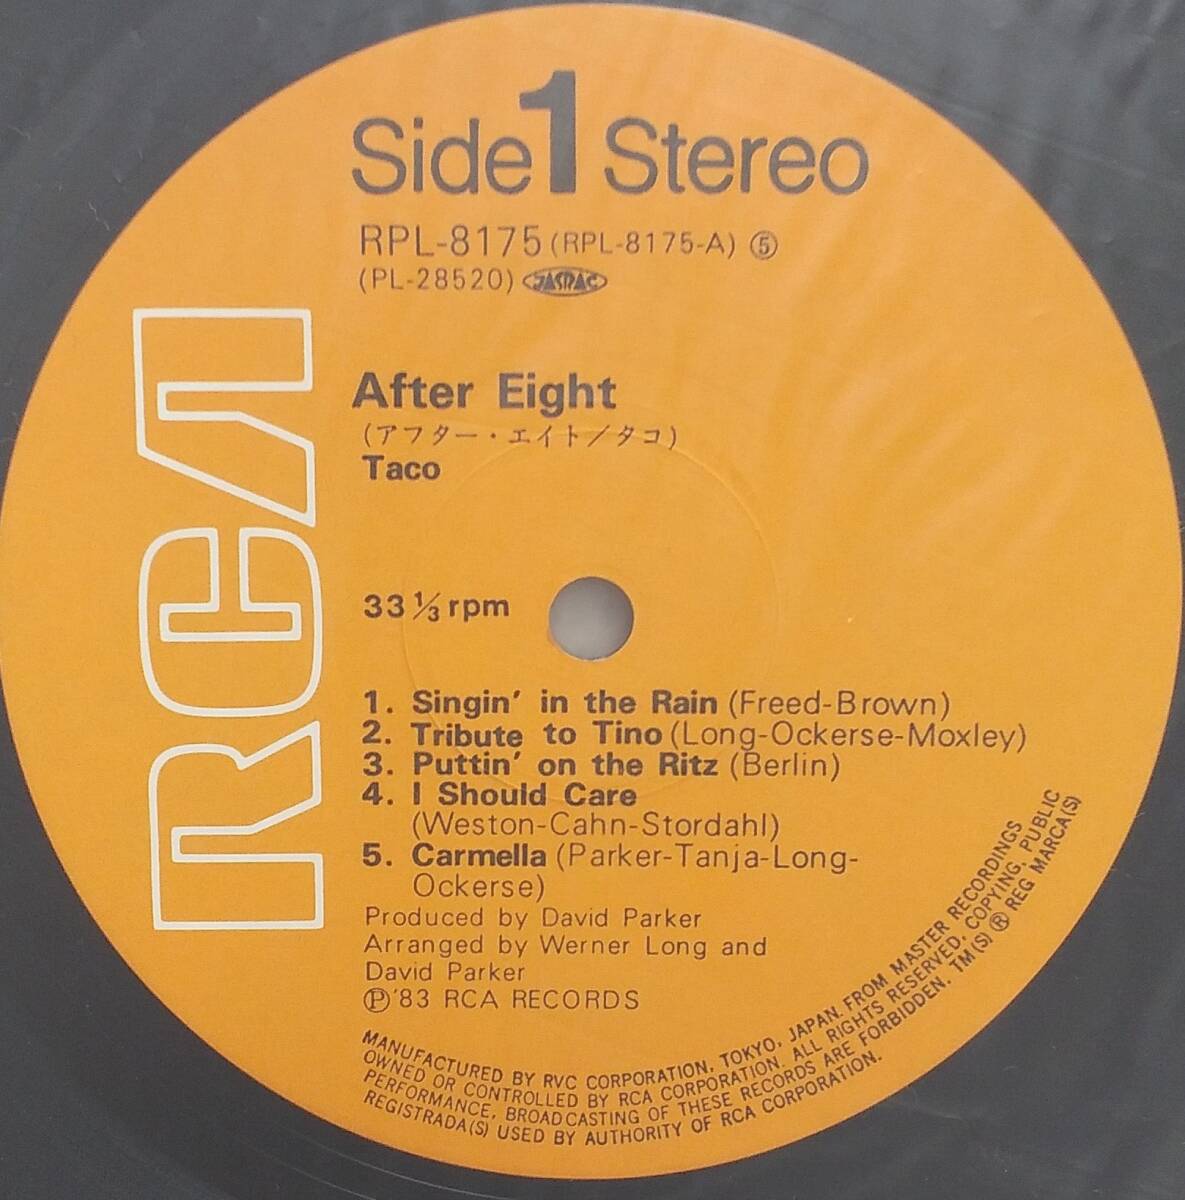 Side 1 Stereo
RPL-8175 (RPL-8175-A) ⑤
(PL-28520) JASRAC
RCA
After Eight
(アフター・エイト/タコ)
Taco
33 1/3 rpm
1. Singin' in the Rain (Freed-Brown)
2. Tribute to Tino (Long-Ockerse-Moxley)
3. Puttin' on the Ritz (Berlin)
4. I Should Care
(Weston-Cahn-Stordahl)
5. Carmella (Parker-Tanja-Long-
Ockerse)
Produced by David Parker
Arranged by Werner Long and
David Parker
Ⓟ'83 RCA RECORDS
MANUFACTURED BY RVC CORPORATION, TOKYO, JAPAN. FROM MASTER RECORDINGS
OWNED OR CONTROLLED BY RCA CORPORATION. ALL RIGHTS RESERVED. COPYING, PUBLIC
PERFORMANCE, BROADCASTING OF THESE RECORDS ARE FORBIDDEN. TM(S) ® REG. MARCA(S)
REGISTRADA(S) USED BY AUTHORITY OF RCA CORPORATION.